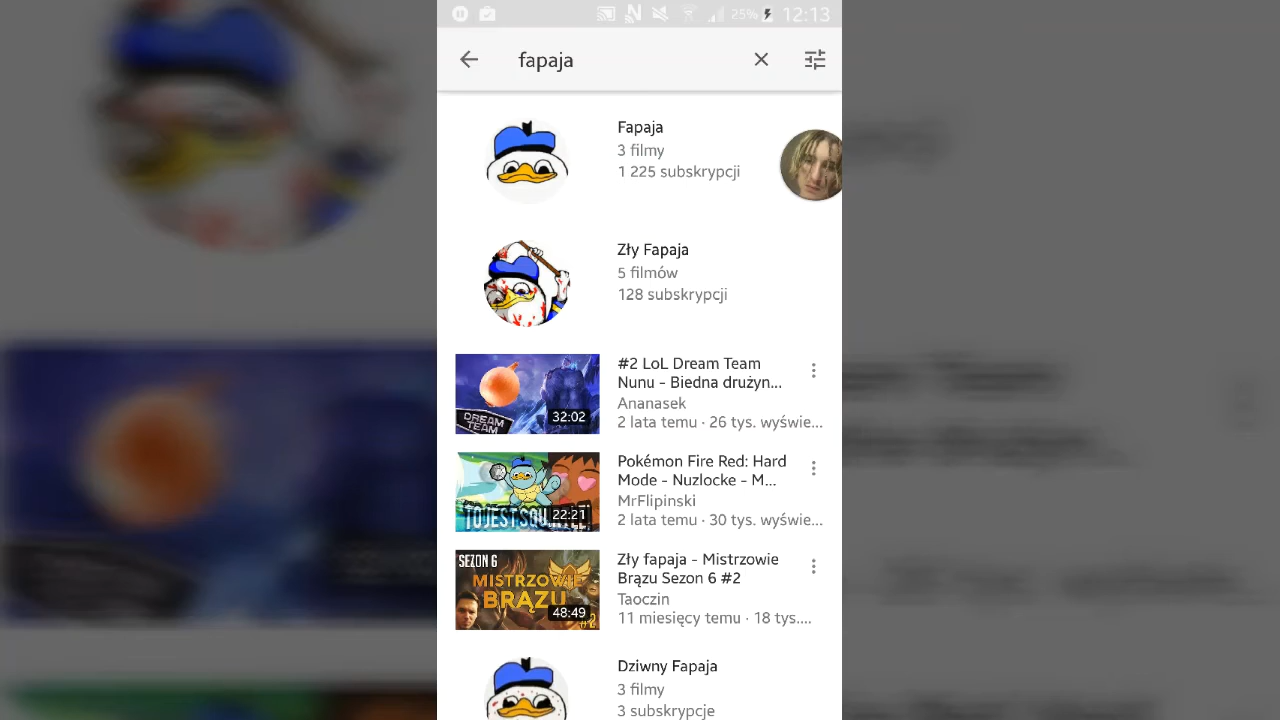 25% 12:13
fapaja
Fapaja
3 filmy
1 225 subskrypcji
Zły Fapaja
5 filmów
128 subskrypcji
#2 LoL Dream Team
Nunu - Biedna drużyn...
Ananasek
2 lata temu · 26 tys. wyświe...
DREAM
TEAM
32:02
Pokémon Fire Red: Hard
Mode - Nuzlocke - M...
MrFlipinski
2 lata temu · 30 tys. wyświe...
22:21
Zły fapaja - Mistrzowie
Brązu Sezon 6 #2
Taoczin
11 miesięcy temu · 18 tys....
SEZON 6
MISTRZOWIE
BRĄZU
#2
48:49
Dziwny Fapaja
3 filmy
3 subskrypcje